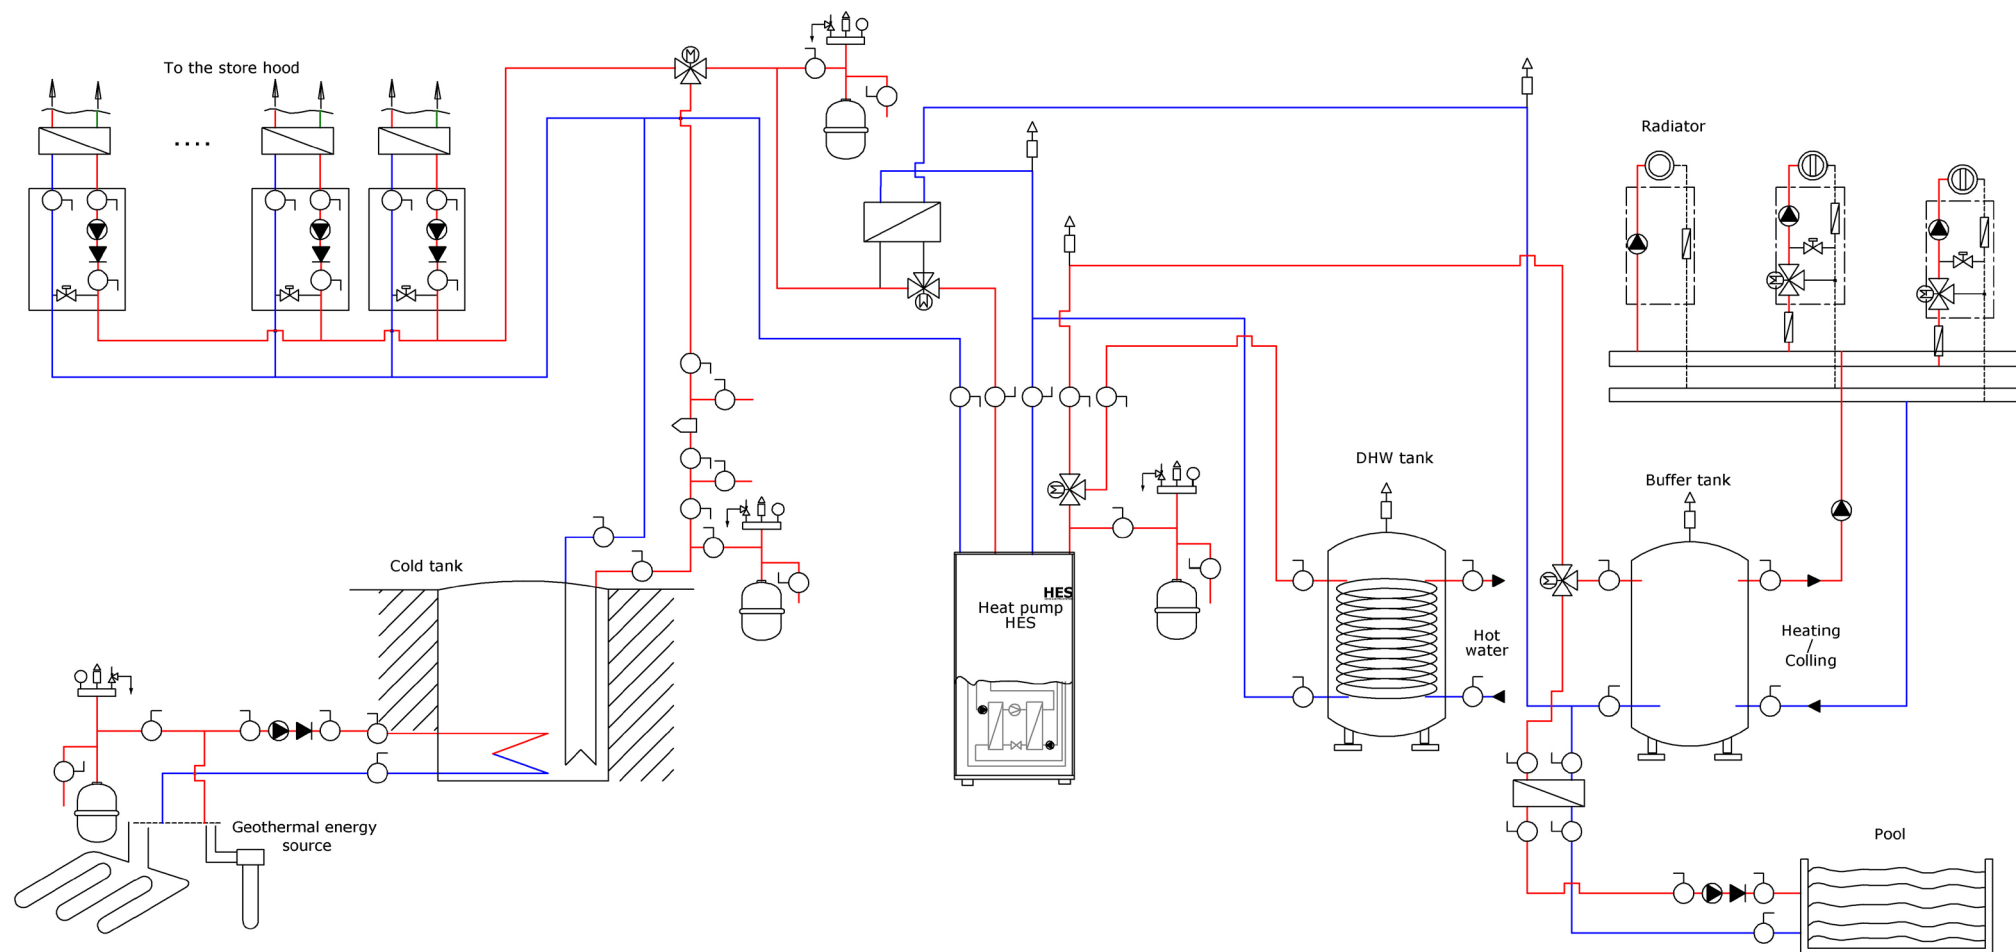 To the store hood
Radiator
DHW tank
Buffer tank
Cold tank
HES
Heat pump
HES
Hot
water
Heating
/
Colling
Geothermal energy
source
Pool